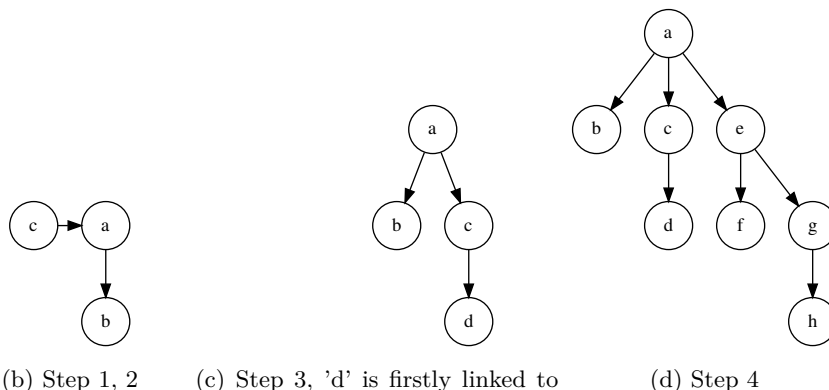 a
b c e
a
b c
d f g
c a
d
h
b
(b) Step 1, 2
(c) Step 3, 'd' is firstly linked to
(d) Step 4